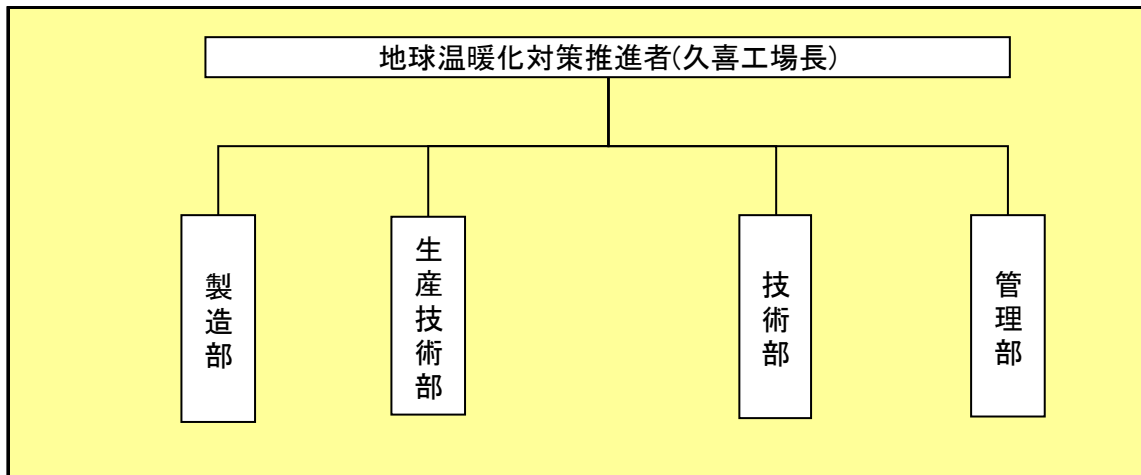 地球温暖化対策推進者(久喜工場長)
製造部
生産技術部
技術部
管理部